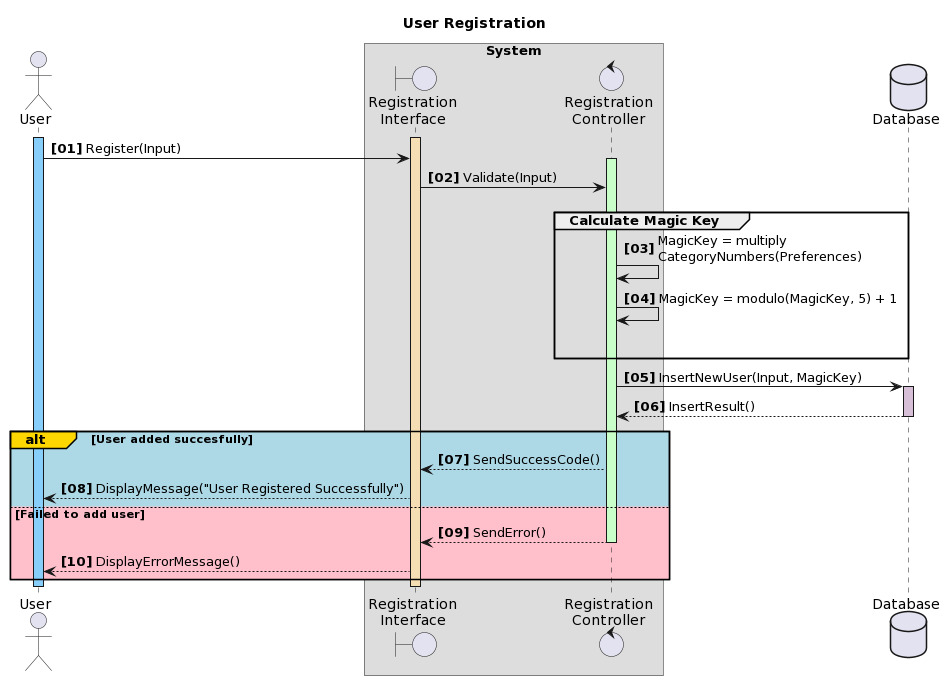 User Registration
System
User
Registration
Interface
Registration
Controller
Database
[01] Register(Input)
[02] Validate(Input)
Calculate Magic Key
[03] MagicKey = multiply
CategoryNumbers(Preferences)
[04] MagicKey = modulo(MagicKey, 5) + 1
[05] InsertNewUser(Input, MagicKey)
[06] InsertResult()
alt [User added succesfully]
[07] SendSuccessCode()
[08] DisplayMessage("User Registered Successfully")
[Failed to add user]
[09] SendError()
[10] DisplayErrorMessage()
User
Registration
Interface
Registration
Controller
Database